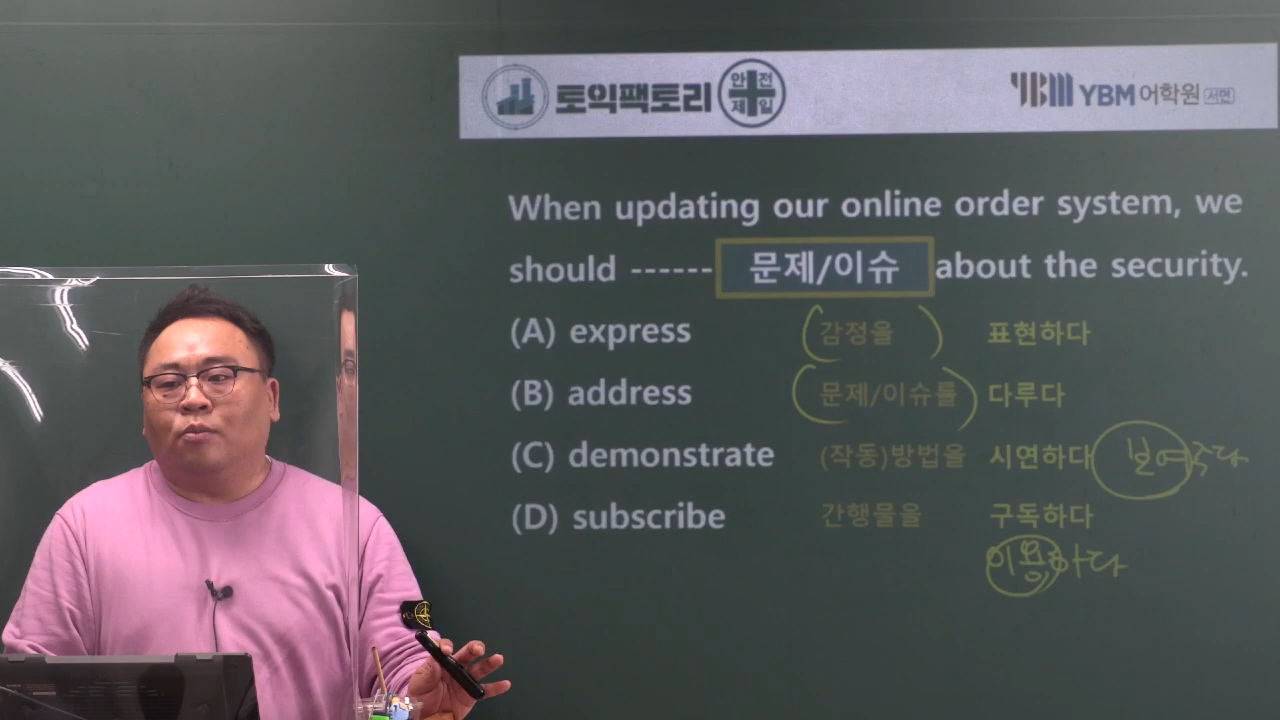 토익팩토리 안전제일 YBM YBM어학원 서면
When updating our online order system, we
should ------ 문제/이슈 about the security.
(A) express 감정을 표현하다
(B) address 문제/이슈를 다루다
(C) demonstrate (작동)방법을 시연하다 보여주다
(D) subscribe 간행물을 구독하다
이용하다